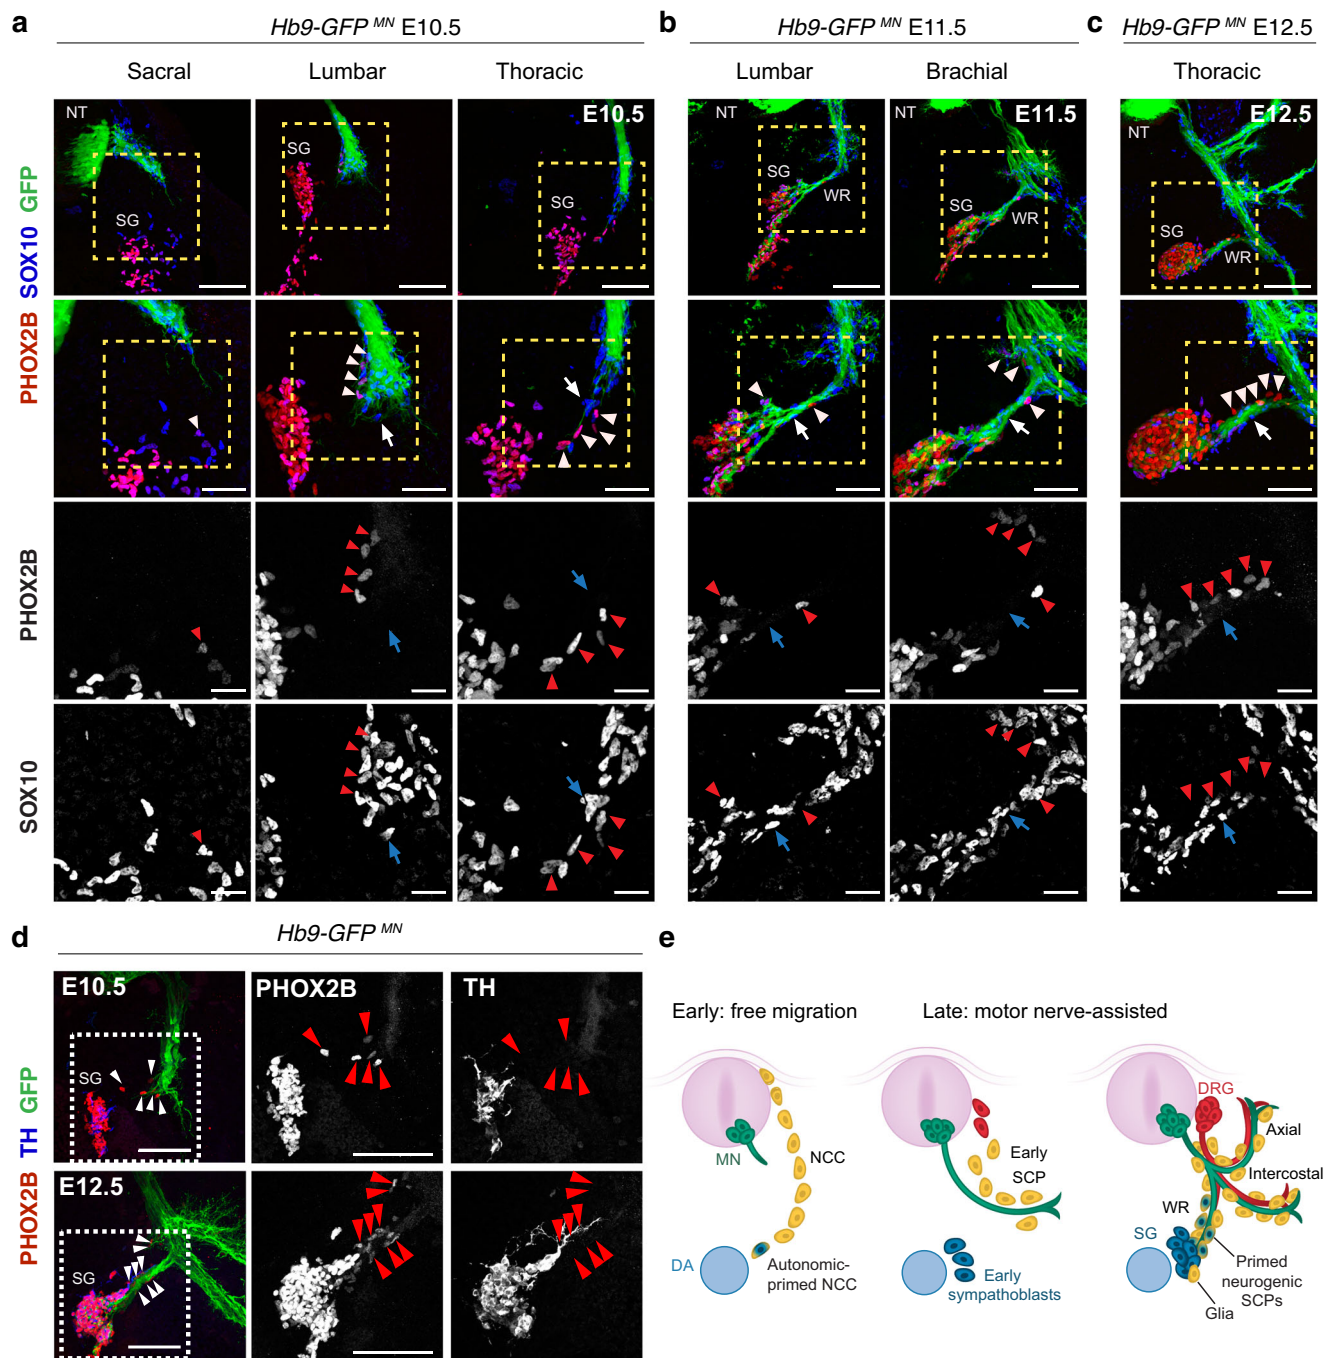 a
Hb9-GFP MN E10.5
Sacral Lumbar Thoracic
b
Hb9-GFP MN E11.5
Lumbar Brachial
c
Hb9-GFP MN E12.5
Thoracic
PHOX2B SOX10 GFP
NT
SG
SG
E10.5
SG
NT
SG
WR
E11.5
NT
SG
WR
E12.5
NT
SG
WR
PHOX2B
SOX10
d
Hb9-GFP MN
PHOX2B TH GFP
E10.5
SG
PHOX2B
TH
E12.5
SG
e
Early: free migration
Late: motor nerve-assisted
MN
NCC
DA
Autonomic-
primed NCC
Early
SCP
Early
sympathoblasts
DRG
Axial
Intercostal
WR
SG
Primed
neurogenic
SCPs
Glia